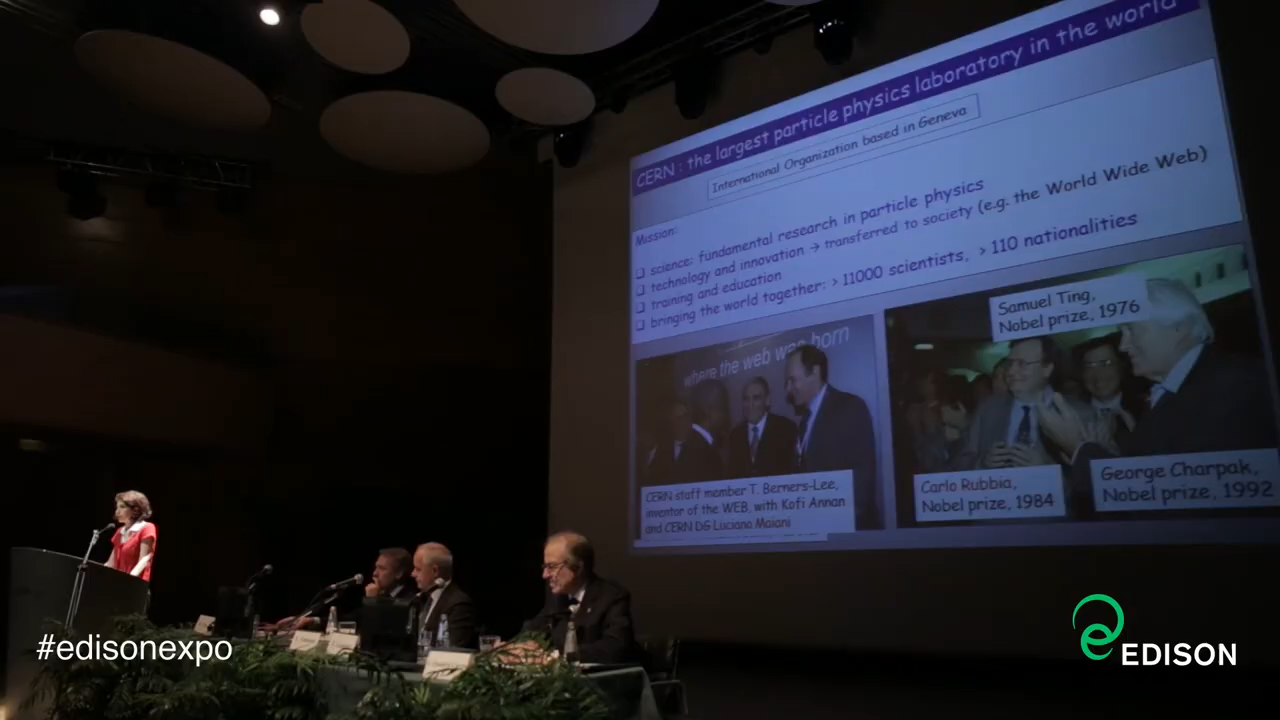 CERN : the largest particle physics laboratory in the world
International Organization based in Geneva
Mission:
❑ science: fundamental research in particle physics
❑ technology and innovation → transferred to society (e.g. the World Wide Web)
❑ training and education
❑ bringing the world together: > 11000 scientists, > 110 nationalities
where the web was born
CERN staff member T. Berners-Lee,
inventor of the WEB, with Kofi Annan
and CERN DG Luciano Maiani
Samuel Ting,
Nobel prize, 1976
Carlo Rubbia,
Nobel prize, 1984
George Charpak,
Nobel prize, 1992
#edisonexpo
EDISON